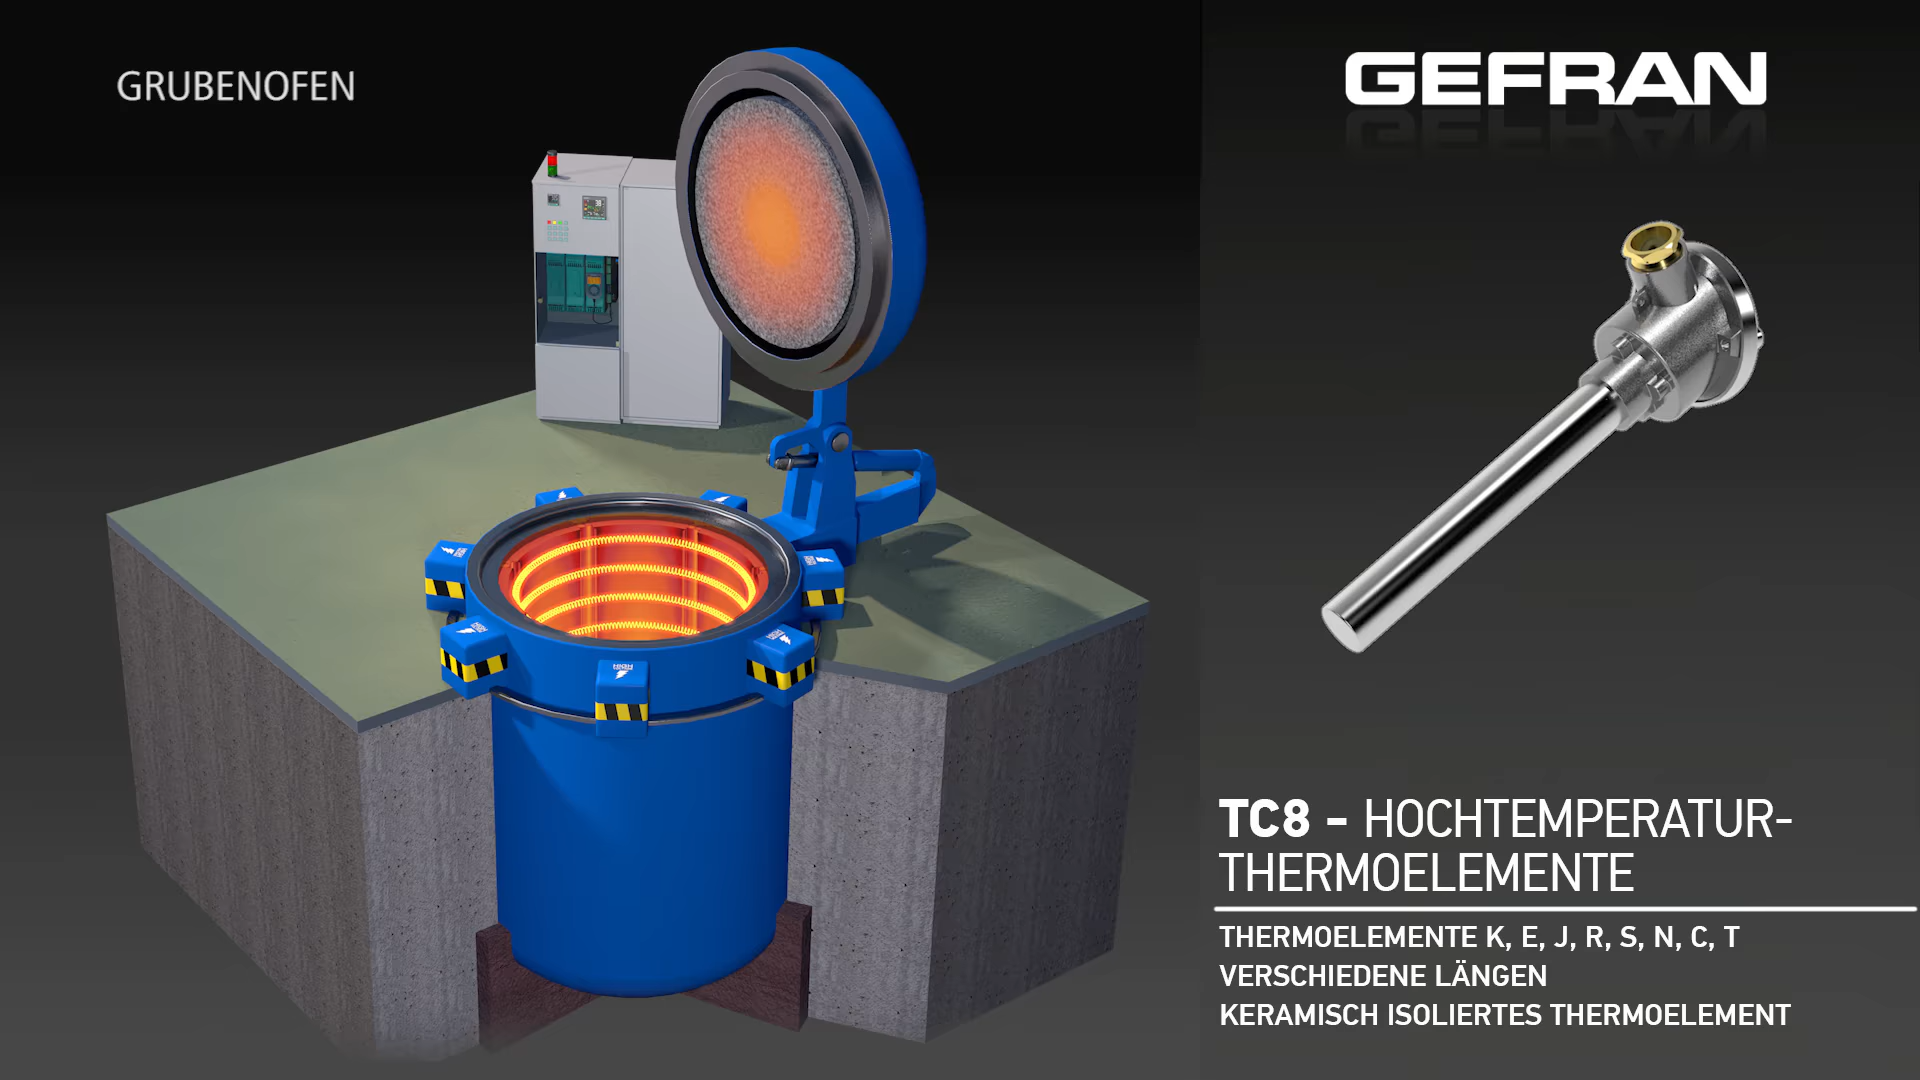 GRUBENOFEN
GEFRAN
TC8 - HOCHTEMPERATUR-
THERMOELEMENTE
THERMOELEMENTE K, E, J, R, S, N, C, T
VERSCHIEDENE LÄNGEN
KERAMISCH ISOLIERTES THERMOELEMENT